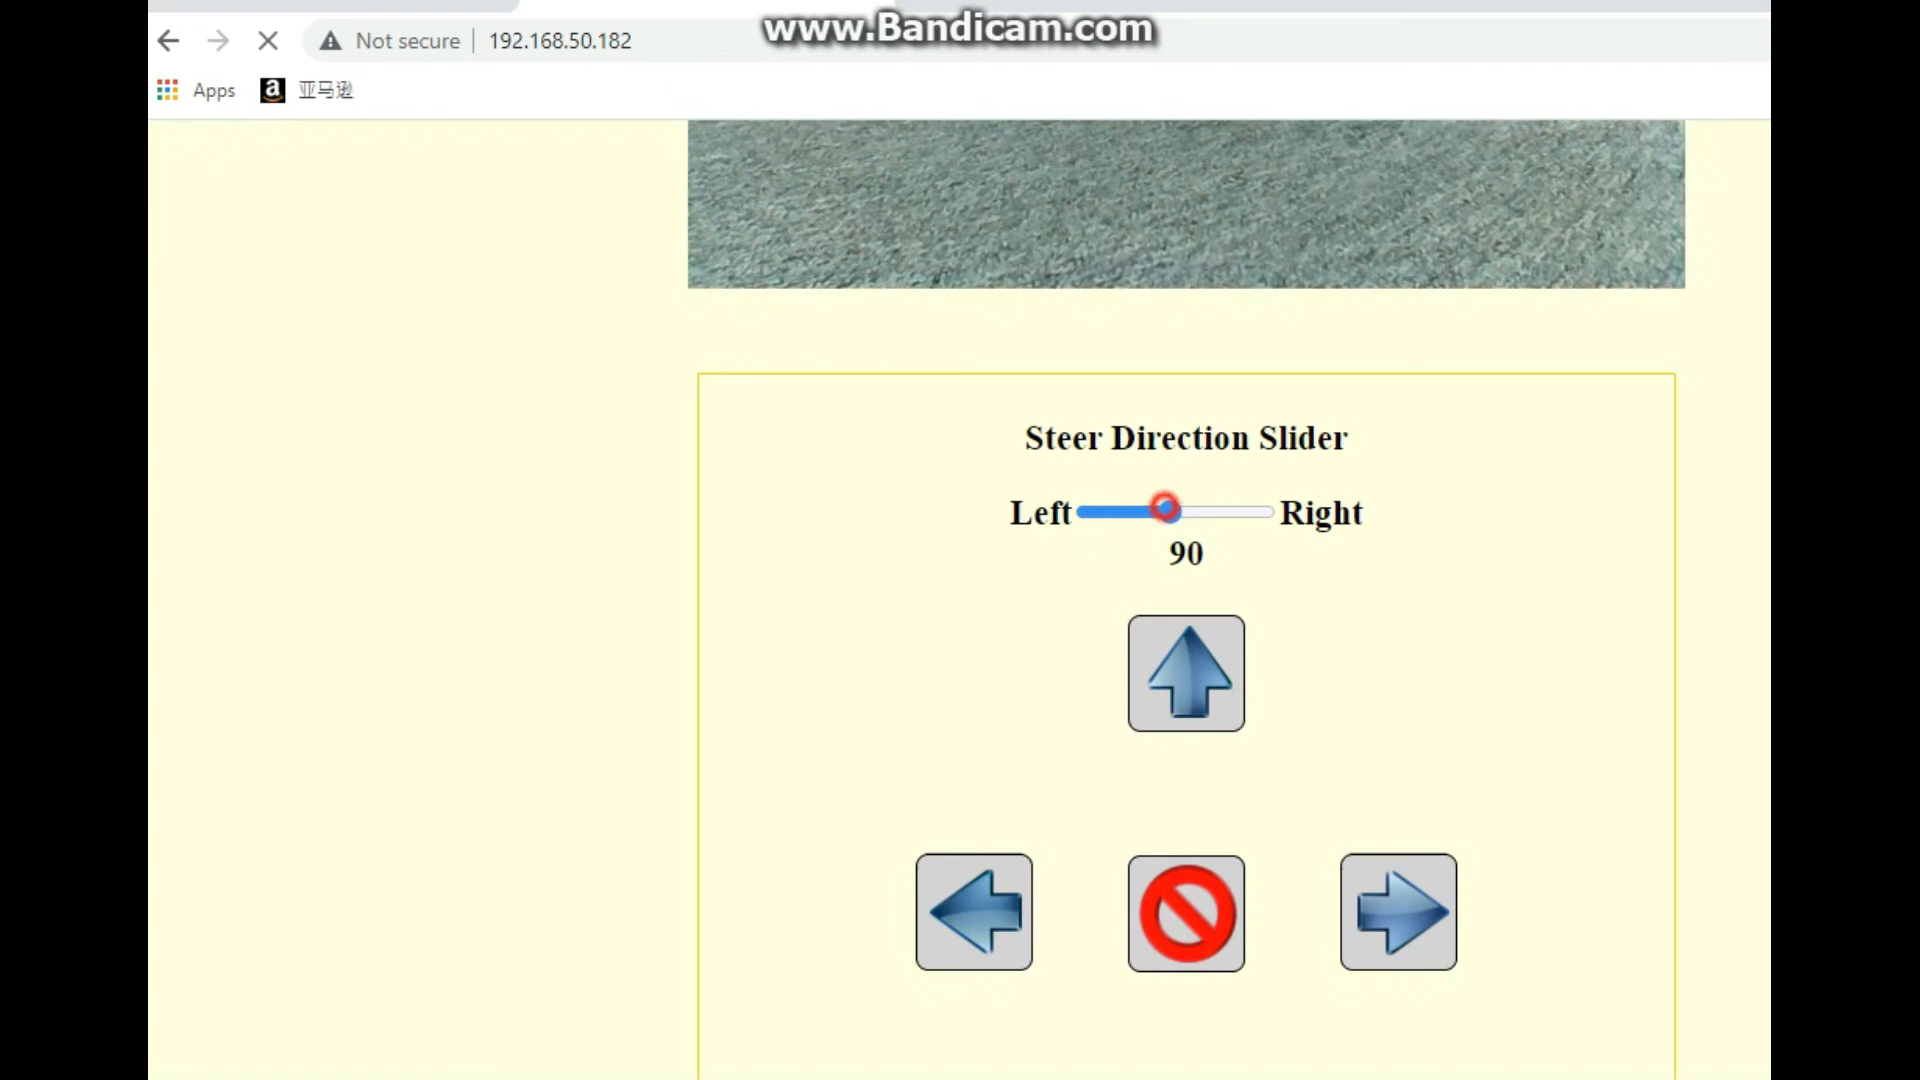 www.Bandicam.com
Not secure 192.168.50.182
Apps
a
亚马逊
Steer Direction Slider
Left Right
90